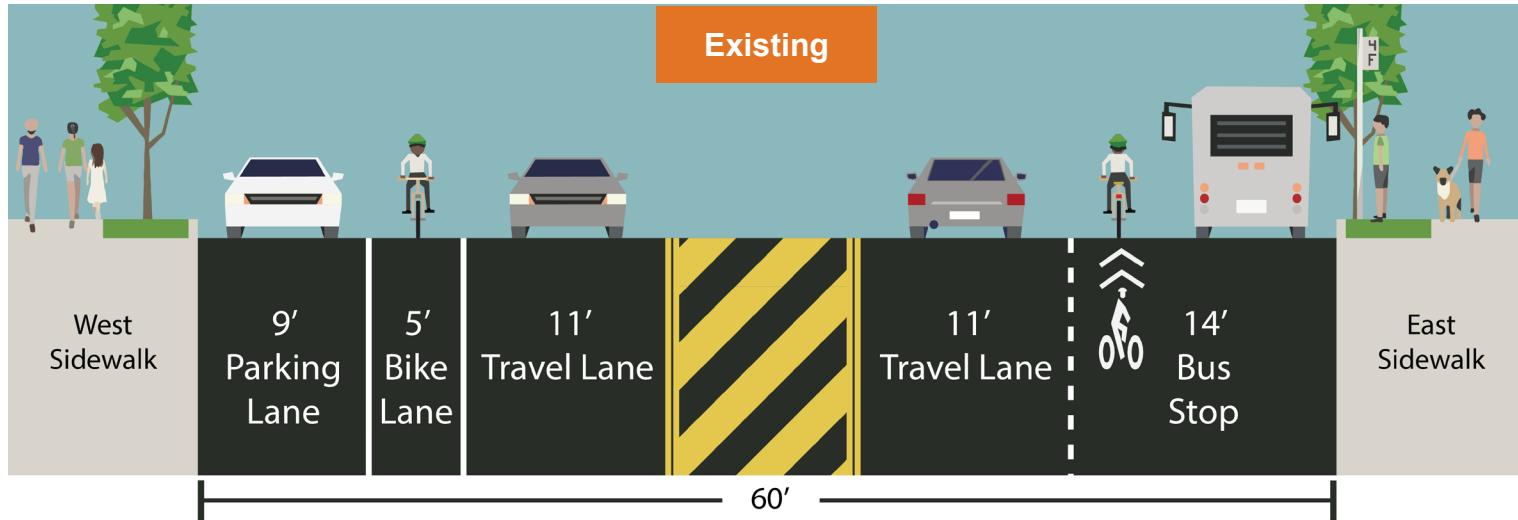 Existing
4
F
West
Sidewalk
9’
Parking
Lane
5’
Bike
Lane
11’
Travel Lane
11’
Travel Lane
14’
Bus
Stop
East
Sidewalk
60’